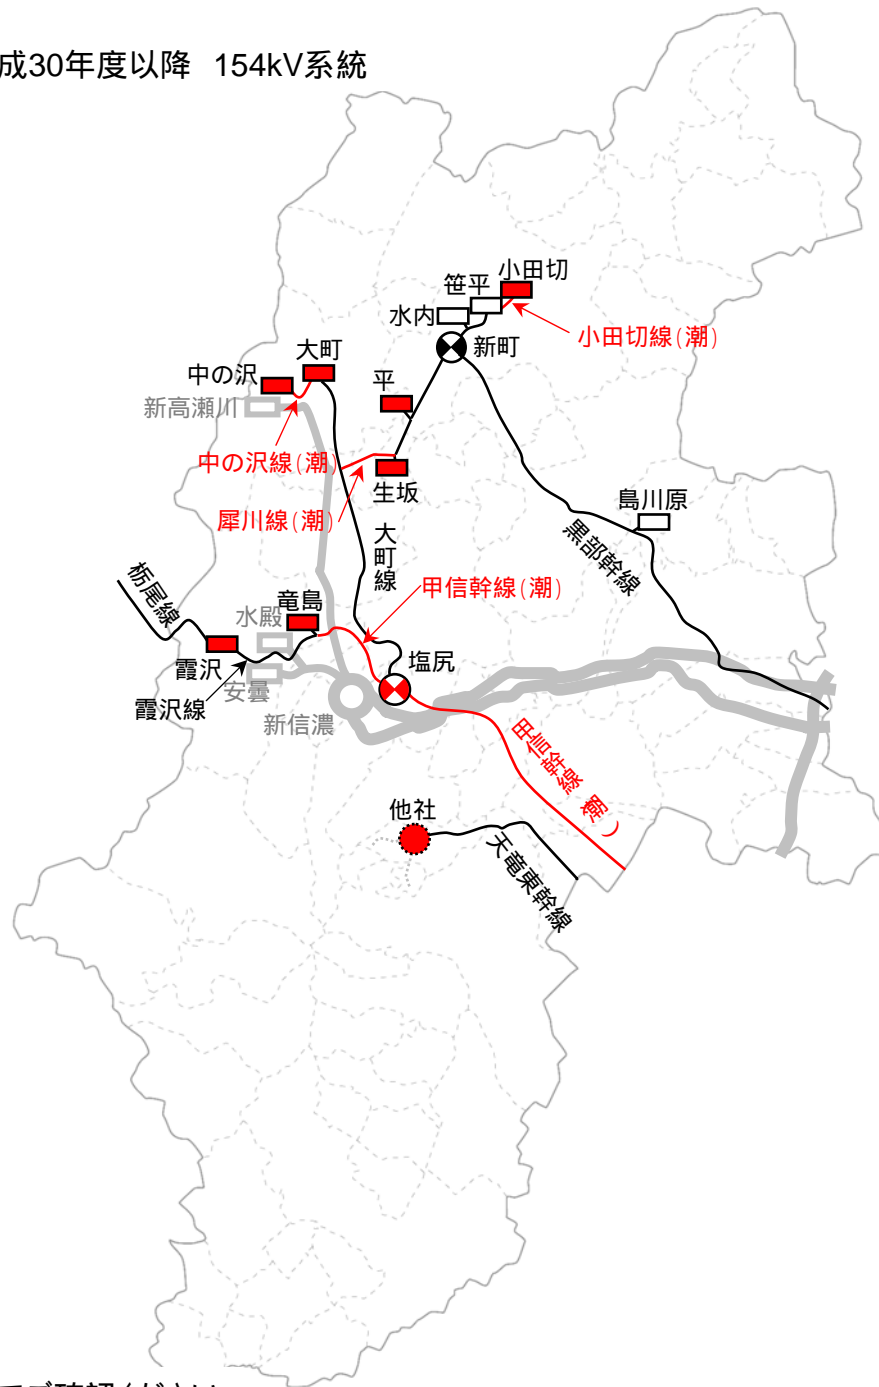 成30年度以降 154kV系統
小田切
笹平
水内
小田切線(潮)
新町
大町
中の沢
平
新高瀬川
中の沢線(潮)
生坂
島川原
犀川線(潮)
大町線
黒部幹線
甲信幹線(潮)
栃尾線
竜島
水殿
塩尻
霞沢
安曇
霞沢線
新信濃
甲信幹線(潮)
他社
天竜東幹線